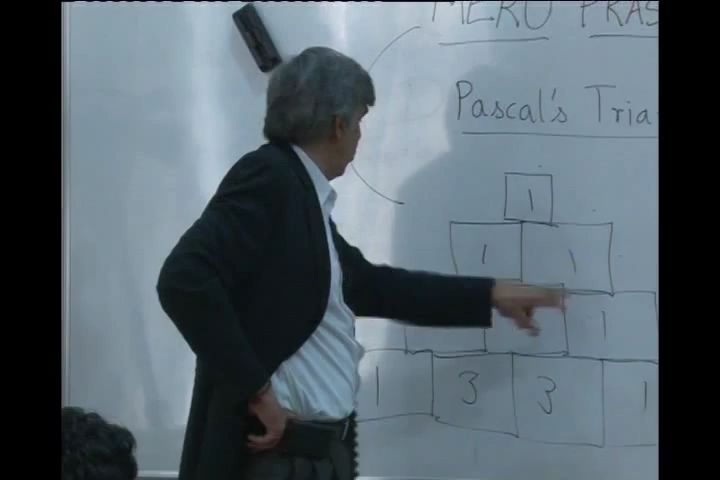 MERU PRAS
Pascal's Tria
1
1 1
1
1 3 3 1